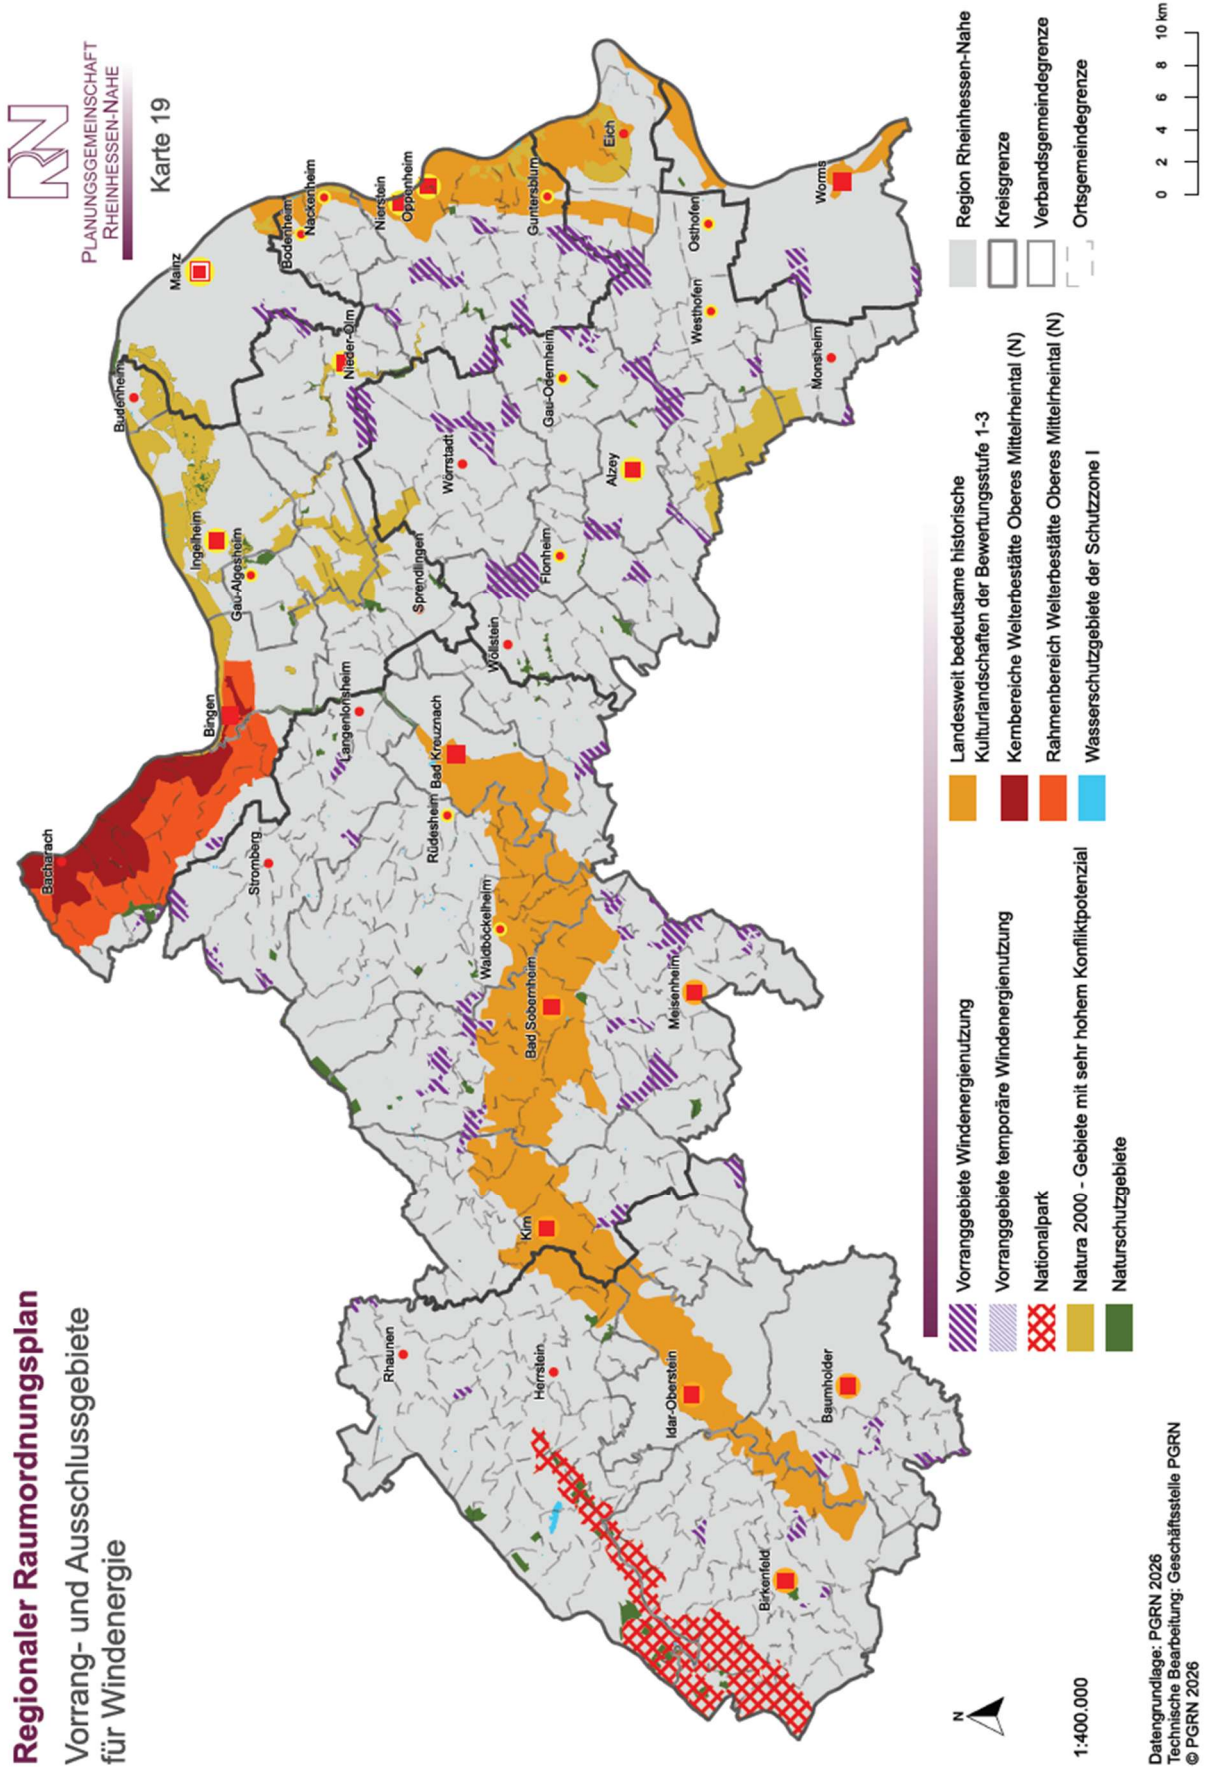 Regionaler Raumordnungsplan
Vorrang- und Ausschlussgebiete
für Windenergie
RN
PLANUNGSGEMEINSCHAFT
RHEINHESSEN-NAHE
Karte 19
Bacharach
Bingen
Ingelheim
Gau-Algesheim
Budenheim
Mainz
Bodenheim
Nackenheim
Nierstein
Oppenheim
Guntersblum
Eich
Nieder-Olm
Stromberg
Langenlonsheim
Sprendlingen
Wörrstadt
Gau-Odernheim
Osthofen
Westhofen
Worms
Monsheim
Alzey
Flonheim
Wöllstein
Bad Kreuznach
Rüdesheim
Waldböckelheim
Bad Sobernheim
Meisenheim
Kirn
Rhaunen
Herrstein
Idar-Oberstein
Baumholder
Birkenfeld
N
1:400.000
Vorranggebiete Windenergienutzung
Vorranggebiete temporäre Windenergienutzung
Nationalpark
Natura 2000 - Gebiete mit sehr hohem Konfliktpotenzial
Naturschutzgebiete
Landesweit bedeutsame historische
Kulturlandschaften der Bewertungsstufe 1-3
Kernbereiche Welterbestätte Oberes Mittelrheintal (N)
Rahmenbereich Welterbestätte Oberes Mittelrheintal (N)
Wasserschutzgebiete der Schutzzone I
Region Rheinhessen-Nahe
Kreisgrenze
Verbandsgemeindegrenze
Ortsgemeindegrenze
0 2 4 6 8 10 km
Datengrundlage: PGRN 2026
Technische Bearbeitung: Geschäftsstelle PGRN
© PGRN 2026